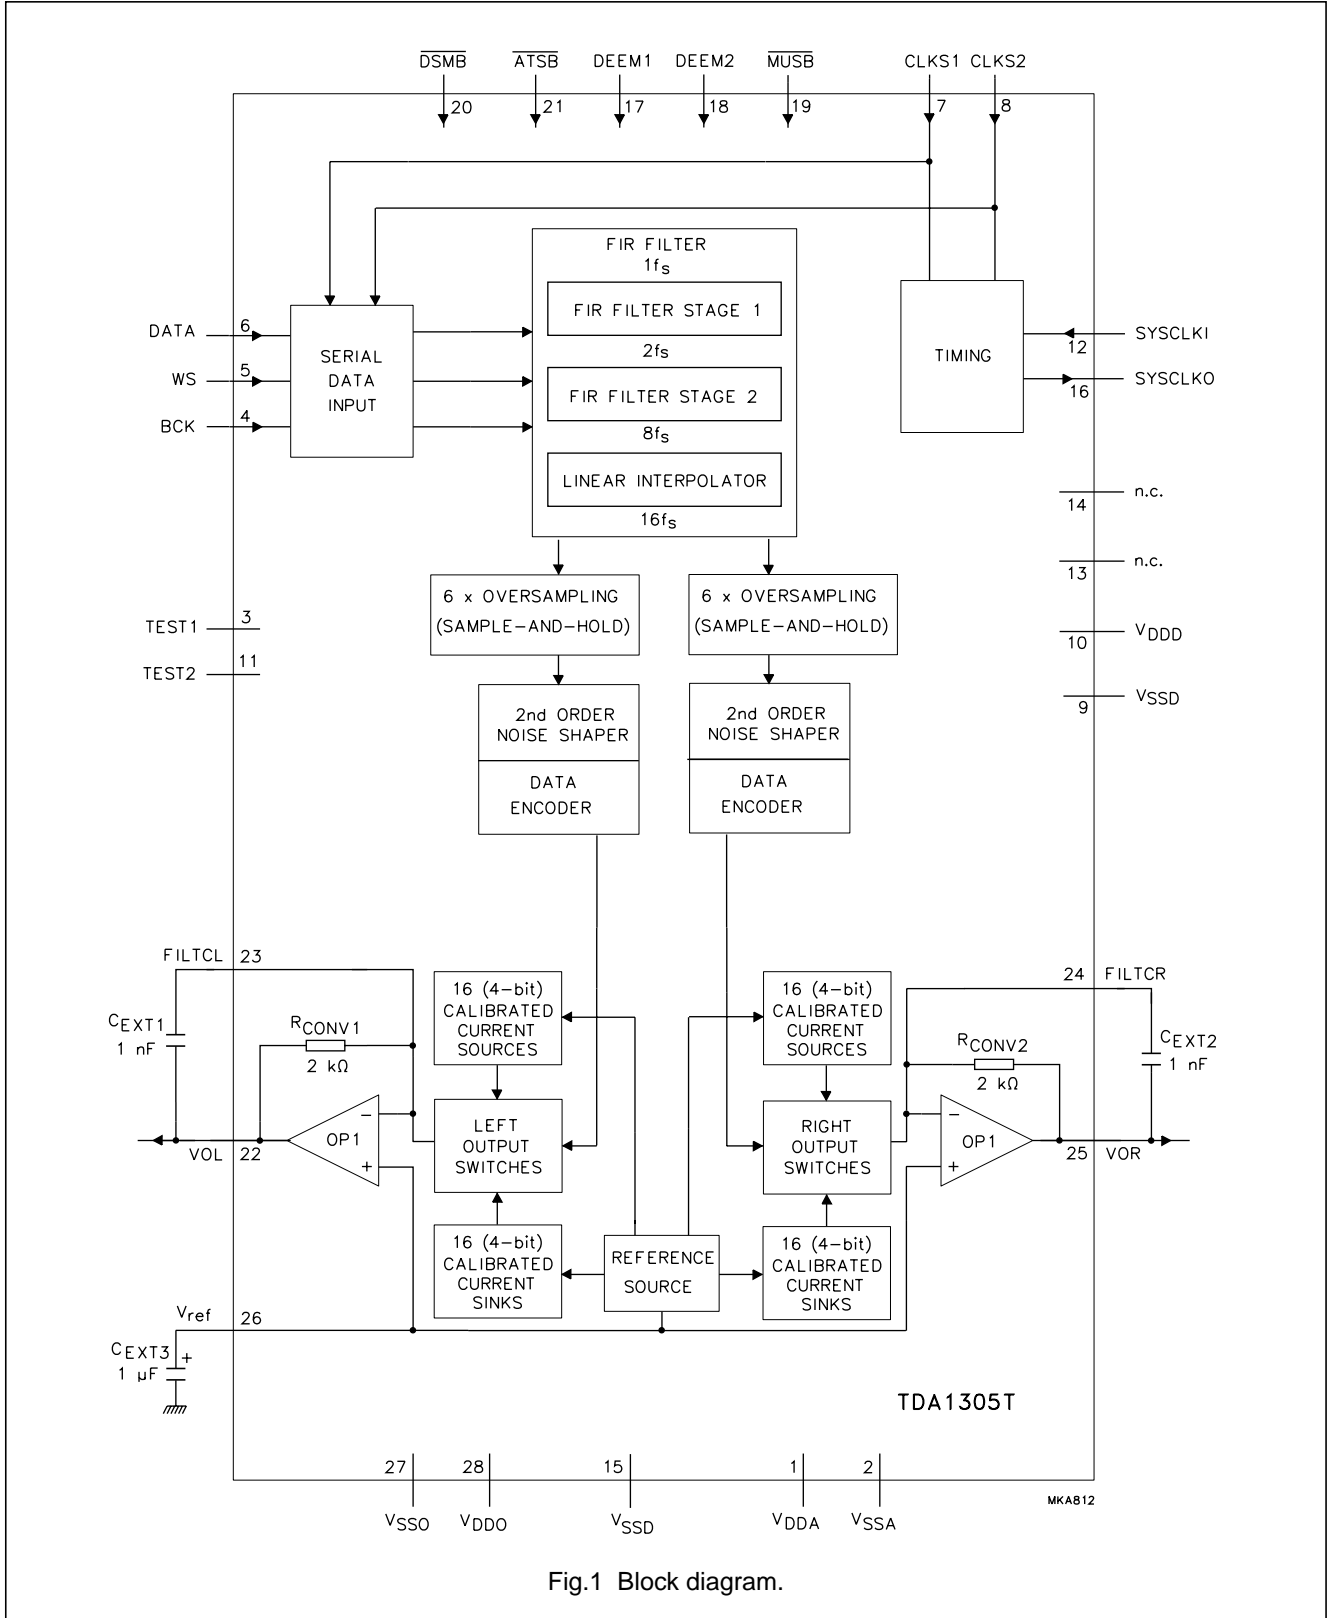 DSMB ATSB DEEM1 DEEM2 MUSB CLKS1 CLKS2
20 21 17 18 19 7 8
FIR FILTER
1fs
FIR FILTER STAGE 1
2fs
FIR FILTER STAGE 2
8fs
LINEAR INTERPOLATOR
16fs
DATA 6
WS 5
BCK 4
SERIAL
DATA
INPUT
TIMING
12 SYSCLKI
16 SYSCLKO
14 n.c.
13 n.c.
10 VDDD
9 VSSD
TEST1 3
TEST2 11
6 x OVERSAMPLING
(SAMPLE-AND-HOLD)
6 x OVERSAMPLING
(SAMPLE-AND-HOLD)
2nd ORDER
NOISE SHAPER
DATA
ENCODER
2nd ORDER
NOISE SHAPER
DATA
ENCODER
FILTCL 23
CEXT1
1 nF
RCONV1
2 kΩ
OP1
−
+
VOL 22
16 (4-bit)
CALIBRATED
CURRENT
SOURCES
LEFT
OUTPUT
SWITCHES
16 (4-bit)
CALIBRATED
CURRENT
SINKS
REFERENCE
SOURCE
16 (4-bit)
CALIBRATED
CURRENT
SOURCES
RIGHT
OUTPUT
SWITCHES
16 (4-bit)
CALIBRATED
CURRENT
SINKS
24 FILTCR
RCONV2
2 kΩ
CEXT2
1 nF
−
OP1
+
25 VOR
Vref 26
CEXT3 +
1 µF
TDA1305T
27 28 15 1 2
MKA812
VSSO VDDO VSSD VDDA VSSA
Fig.1 Block diagram.